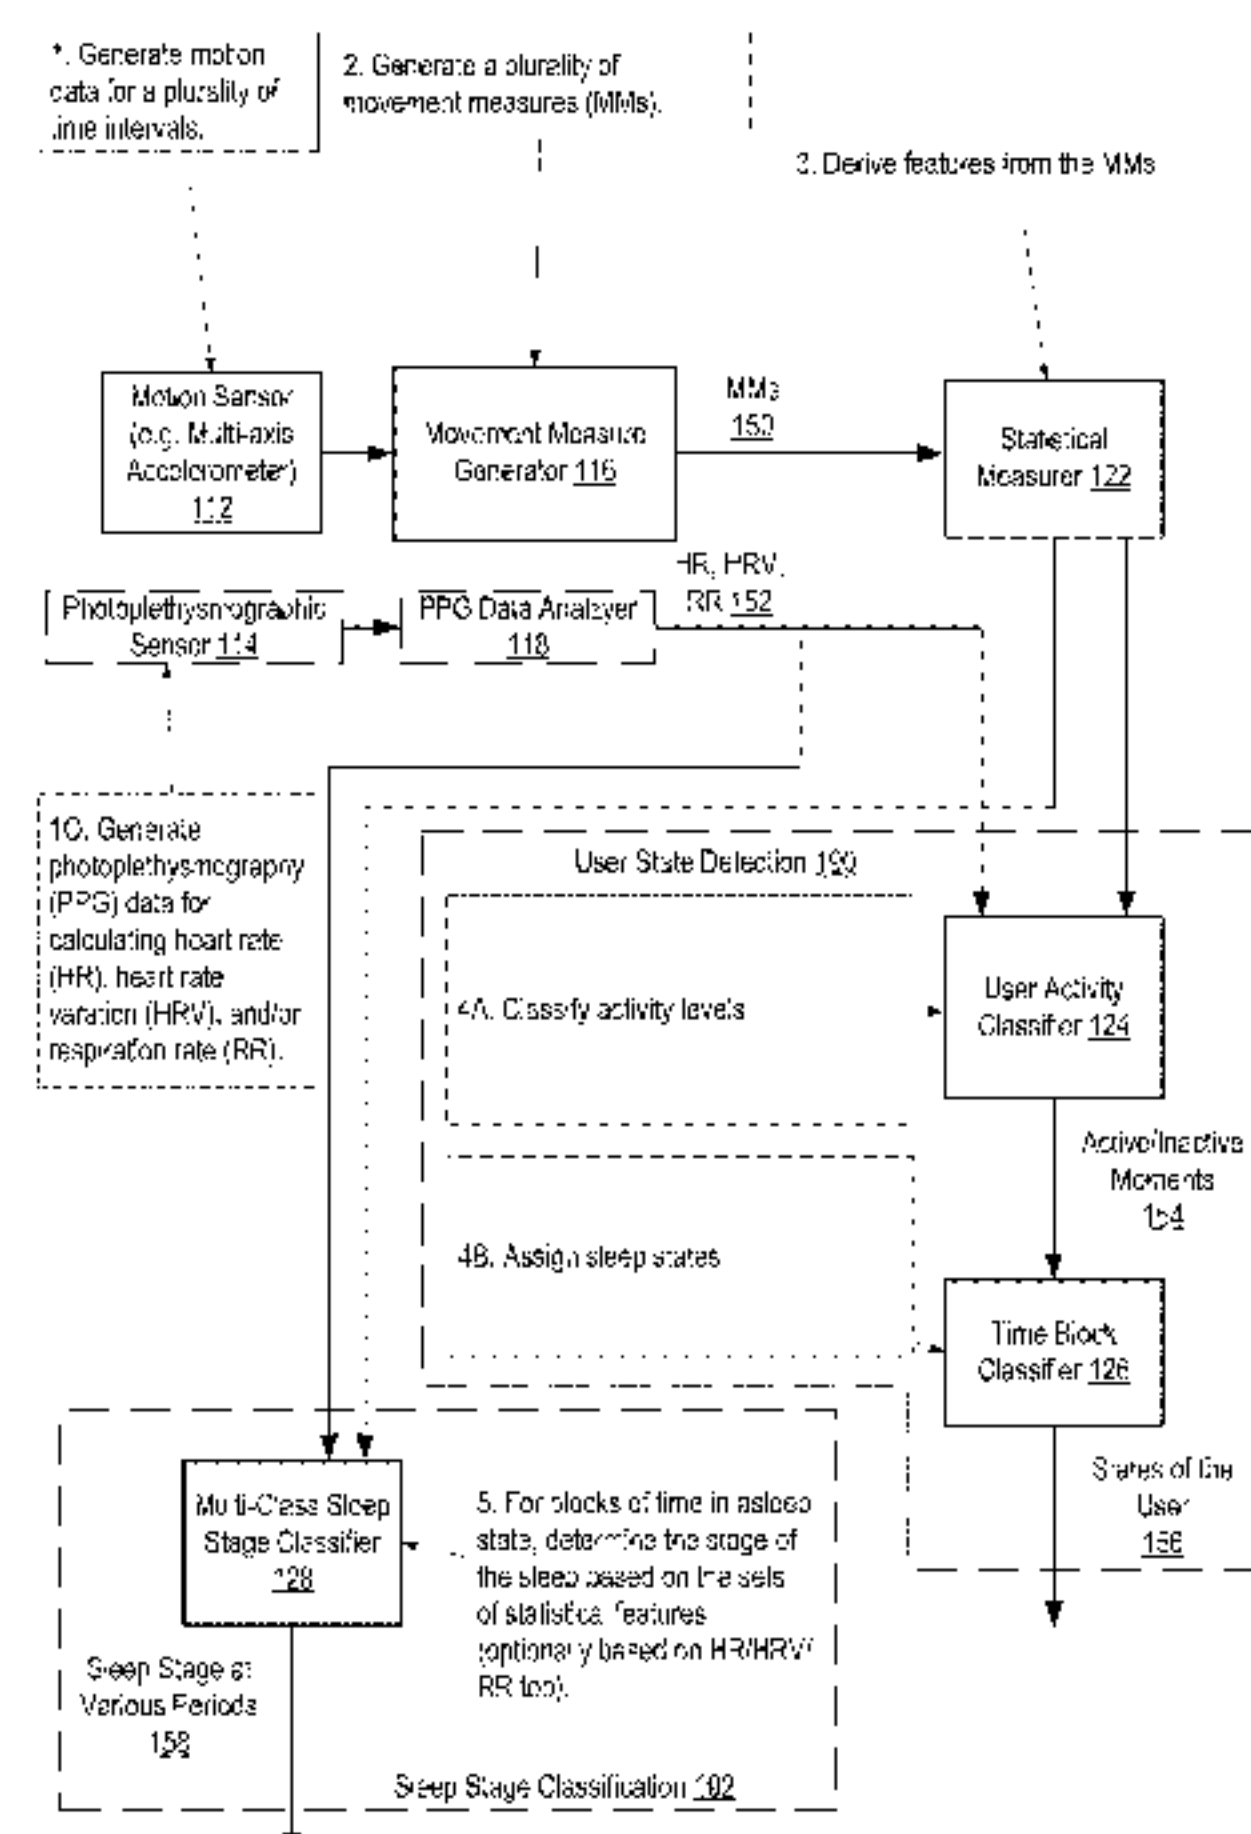 1. Generate motion
data for a plurality of
time intervals.
2. Generate a plurality of
movement measures (MMs).
3. Derive features from the MMs
Motion Sensor
(e.g. Multi-axis
Accelerometer)
112
Movement Measure
Generator 116
MMs
150
Statistical
Measurer 122
HR, HRV,
RR 152
Photoplethysmographic
Sensor 114
PPG Data Analzyer
118
10. Generate
photoplethysmography
(PPG) data for
calculating heart rate
(HR), heart rate
variation (HRV), and/or
respiration rate (RR).
User State Detection 190
4A. Classify activity levels
User Activity
Classifier 124
Active/Inactive
Moments
154
4B. Assign sleep states
Time Block
Classifier 126
States of the
User
156
Multi-Class Sleep
Stage Classifier
128
5. For blocks of time in asleep
state, determine the stage of
the sleep based on the sets
of statistical features
(optionally based on HR/HRV/
RR too).
Sleep Stage at
Various Periods
158
Sleep Stage Classification 192